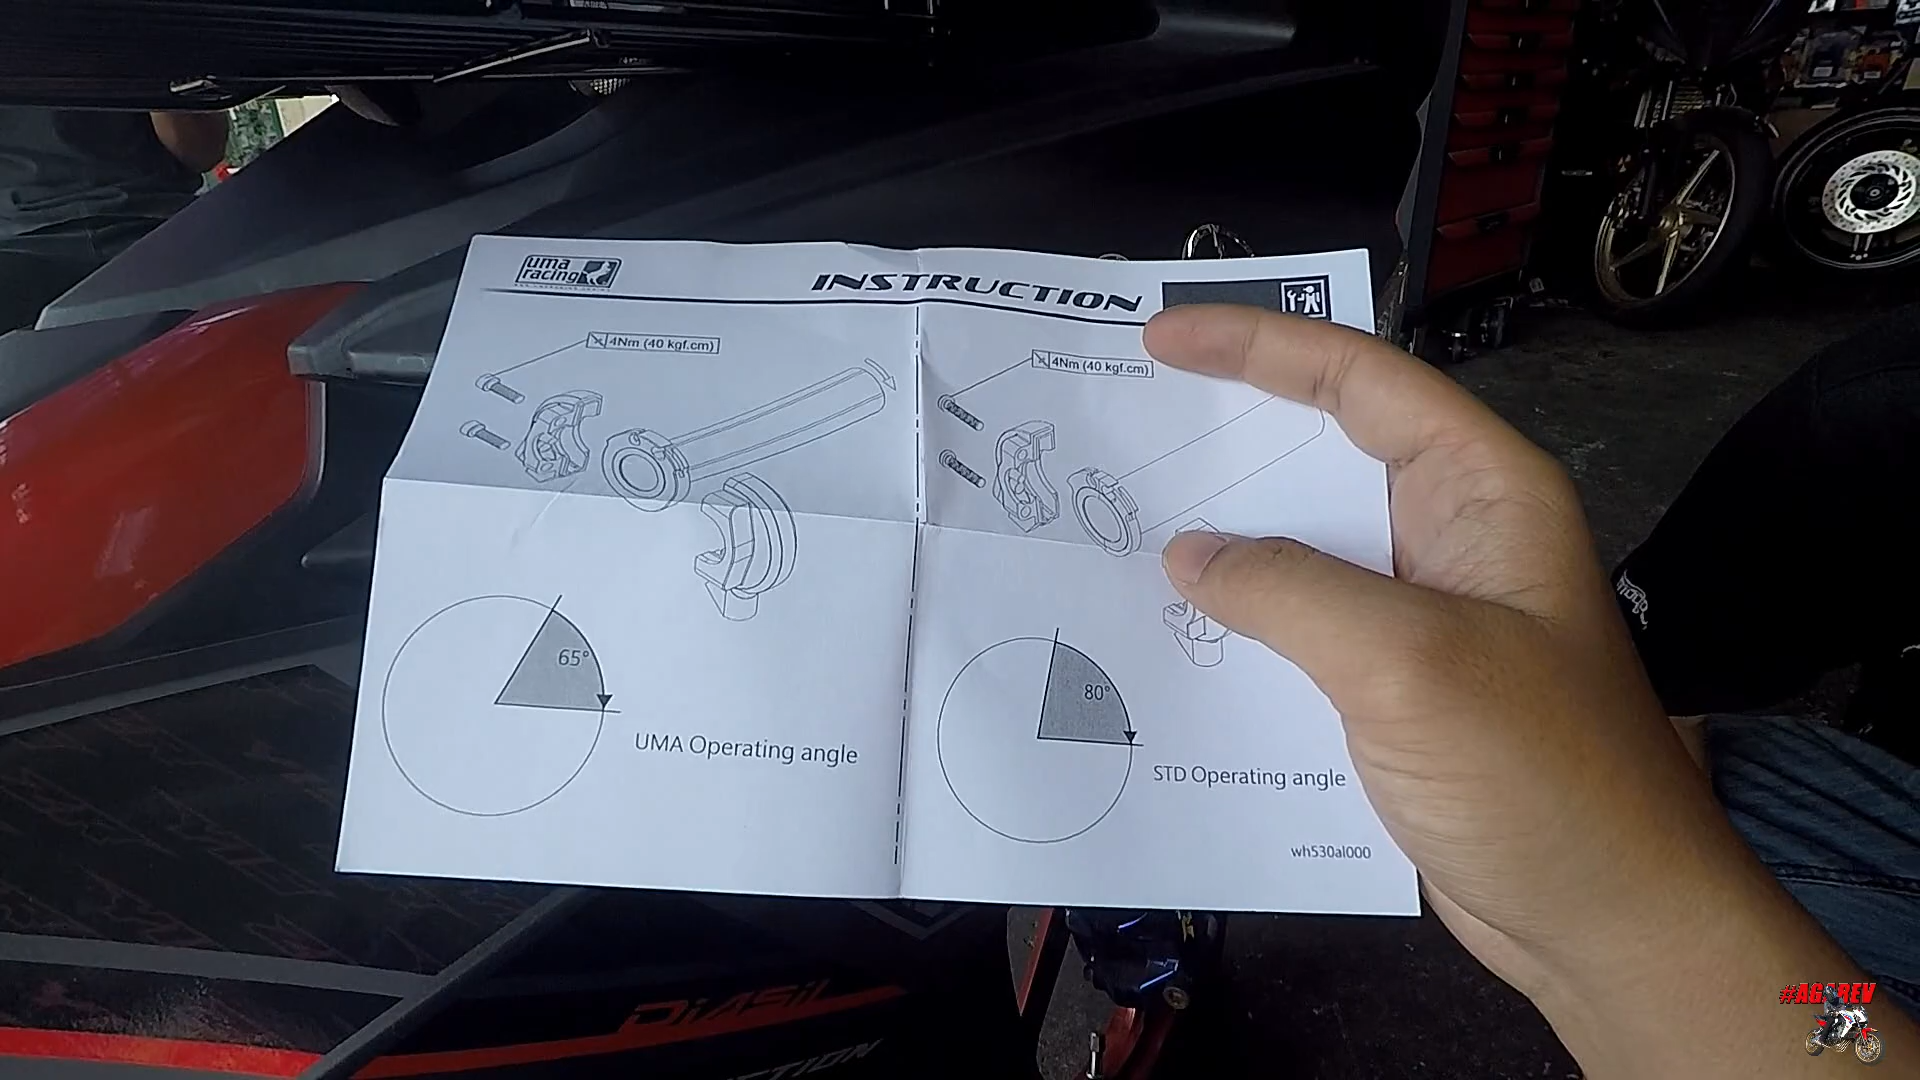 uma
racing
INSTRUCTION
4Nm (40 kgf.cm)
4Nm (40 kgf.cm)
65°
UMA Operating angle
80°
STD Operating angle
wh530al000
DiASiL
#AGAREV